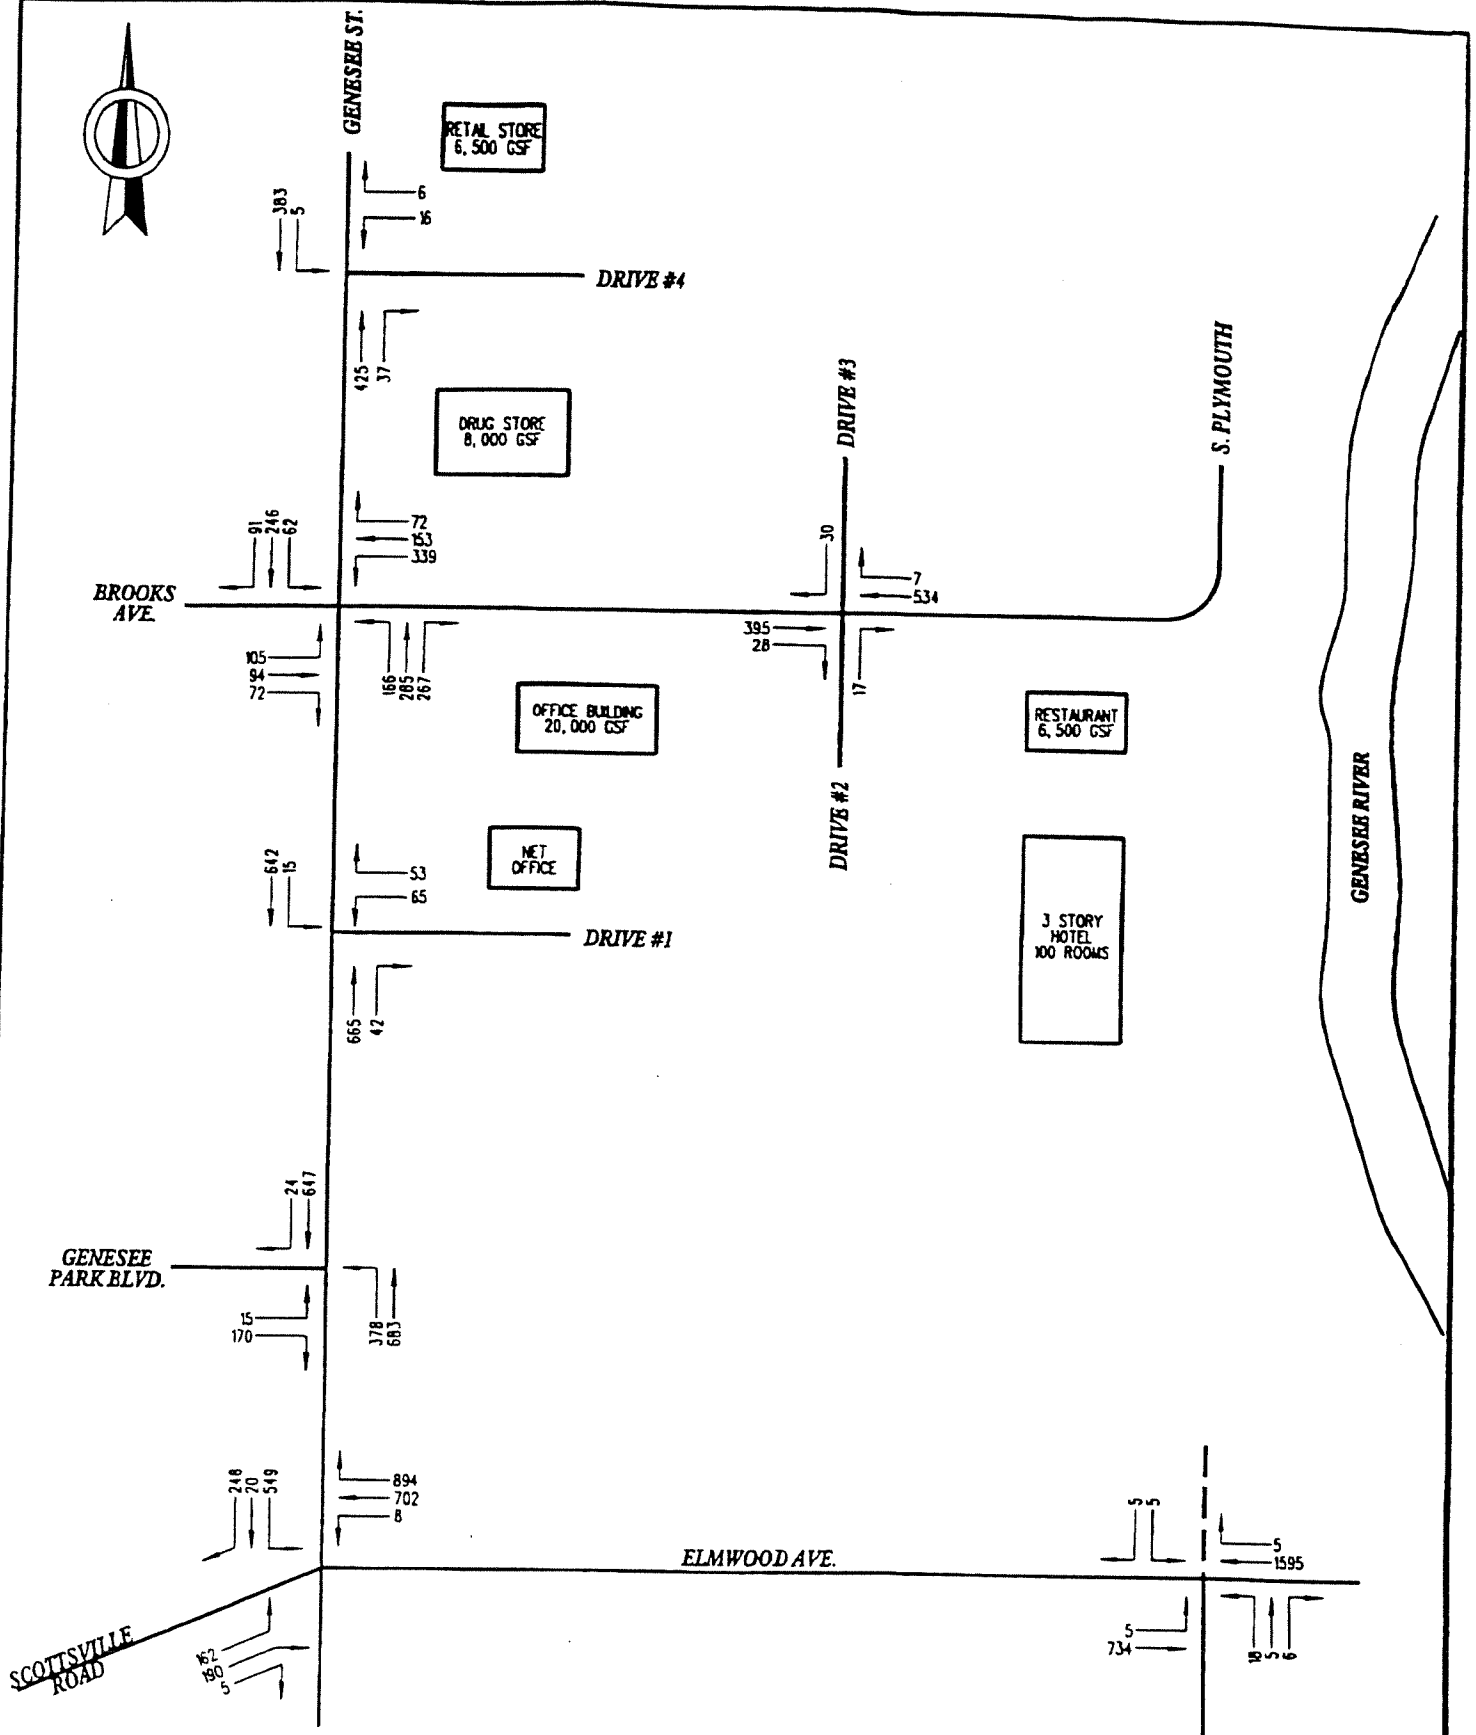 GENESEE ST.
RETAIL STORE
6,500 GSF
383
5
6
16
DRIVE #4
425
37
DRUG STORE
8,000 GSF
DRIVE #3
S. PLYMOUTH
91
246
62
72
153
339
30
7
534
BROOKS
AVE.
105
94
72
166
285
267
395
28
17
OFFICE BUILDING
20,000 GSF
RESTAURANT
6,500 GSF
DRIVE #2
GENESEE RIVER
NET
OFFICE
642
15
53
65
DRIVE #1
3 STORY
HOTEL
100 ROOMS
665
42
24
647
GENESEE
PARK BLVD.
15
170
378
683
248
20
549
894
702
8
ELMWOOD AVE.
5
5
5
1595
SCOTTSVILLE
ROAD
162
190
5
5
734
18
5
6